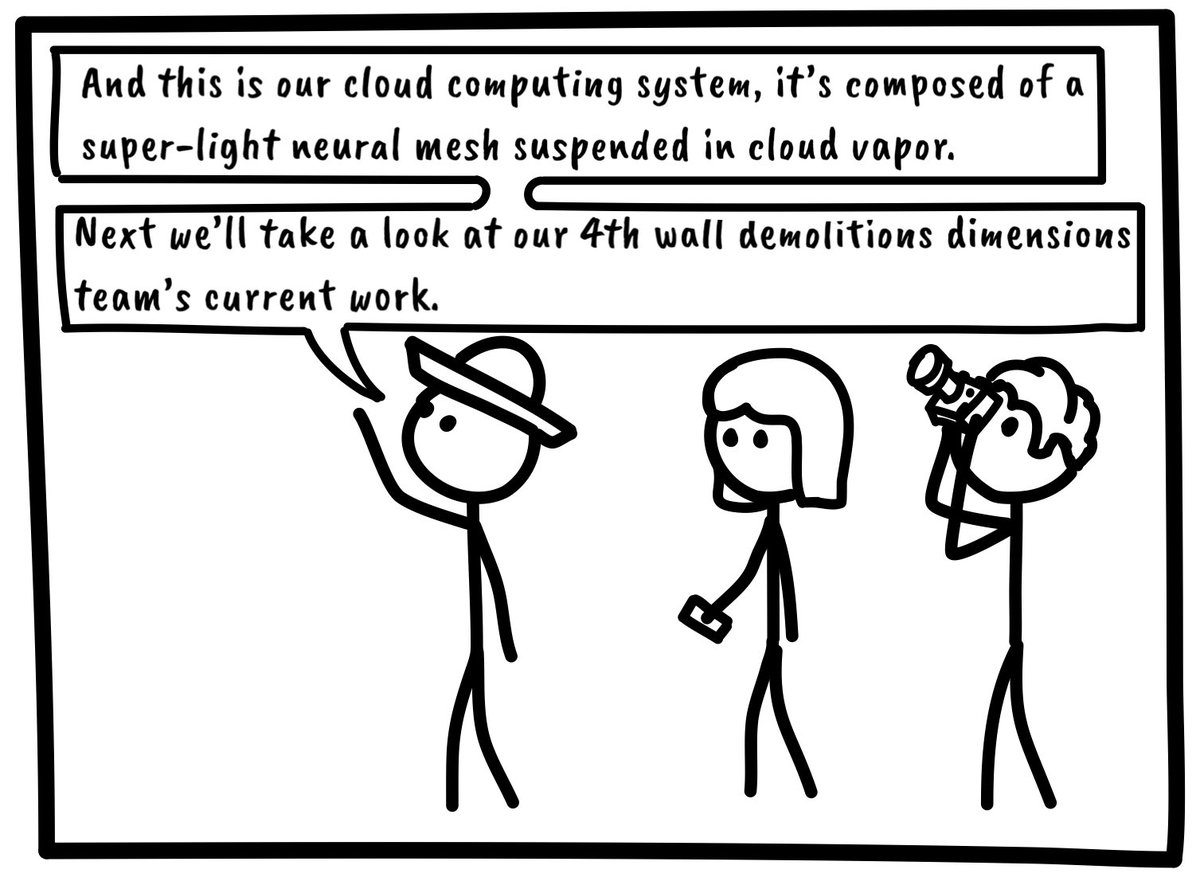 And this is our cloud computing system, it's composed of a
super-light neural mesh suspended in cloud vapor.
Next we'll take a look at our 4th wall demolitions dimensions
team's current work.